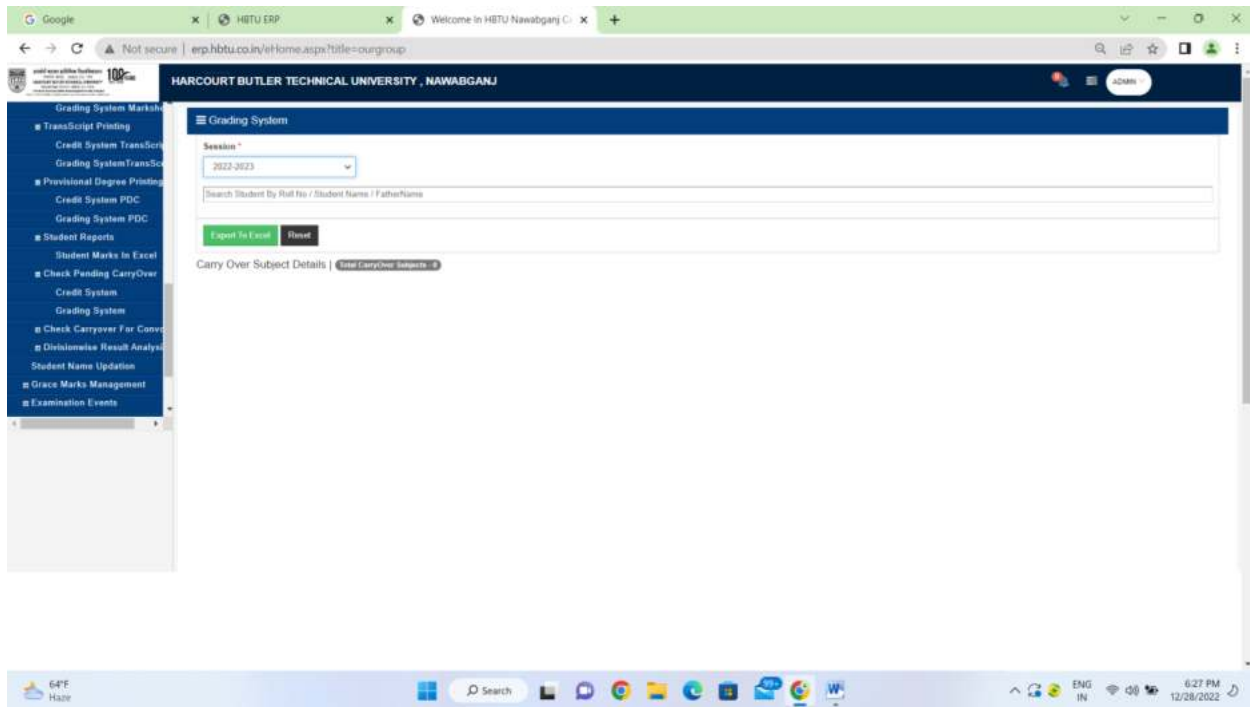 Google
HBTU ERP
Welcome In HBTU Nawabganj C
Not secure | erp.hbtu.co.in/eHome.aspx?title=ourgroup
100
HARCOURT BUTLER TECHNICAL UNIVERSITY , NAWABGANJ
ADMIN
Grading System Markshe
TransScript Printing
Credit System TransScrip
Grading SystemTransSc
Provisional Degree Printing
Credit System PDC
Grading System PDC
Student Reports
Student Marks In Excel
Check Pending CarryOver
Credit System
Grading System
Check Carryover For Convo
Divisionwise Result Analysi
Student Name Updation
Grace Marks Management
Examination Events
Grading System
Session *
2022-2023
Search Student By Roll No / Student Name / FatherName
Export To Excel
Reset
Carry Over Subject Details | Total CarryOver Subjects - 0
64°F
Haze
Search
99+
ENG
IN
6:27 PM
12/28/2022